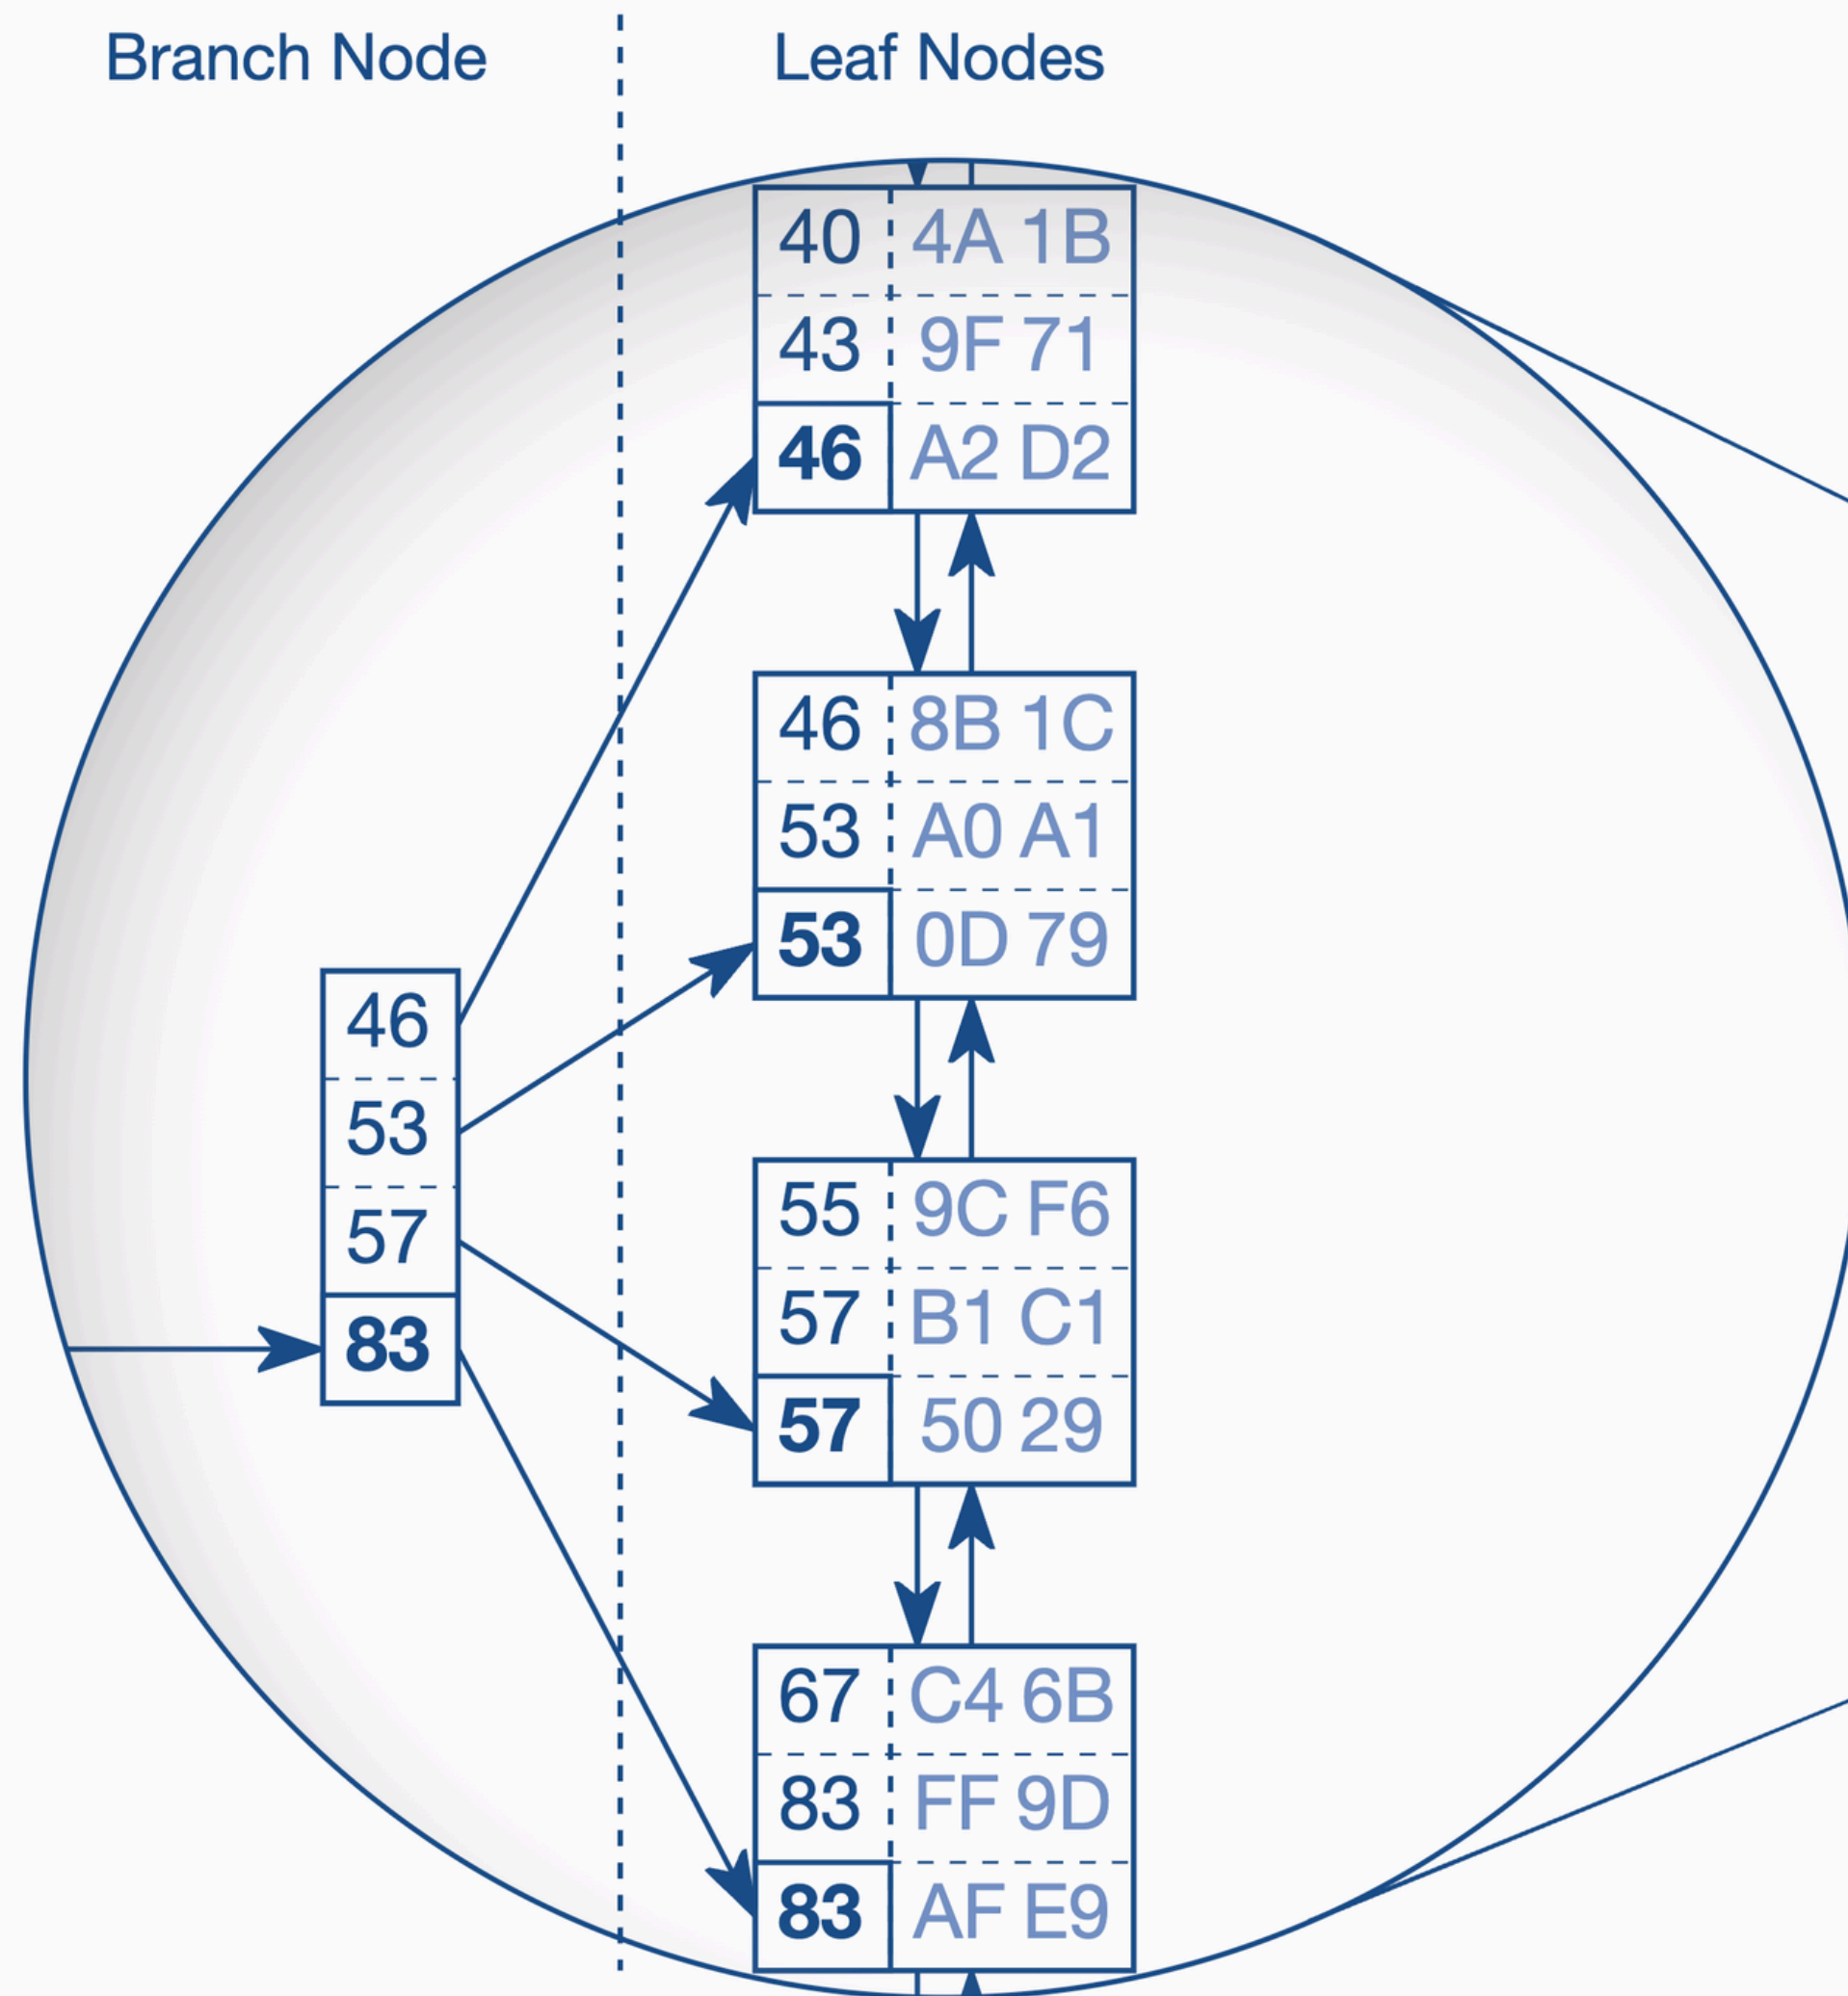 Branch Node
Leaf Nodes
46
53
57
83
40 4A 1B
43 9F 71
46 A2 D2
46 8B 1C
53 A0 A1
53 0D 79
55 9C F6
57 B1 C1
57 50 29
67 C4 6B
83 FF 9D
83 AF E9